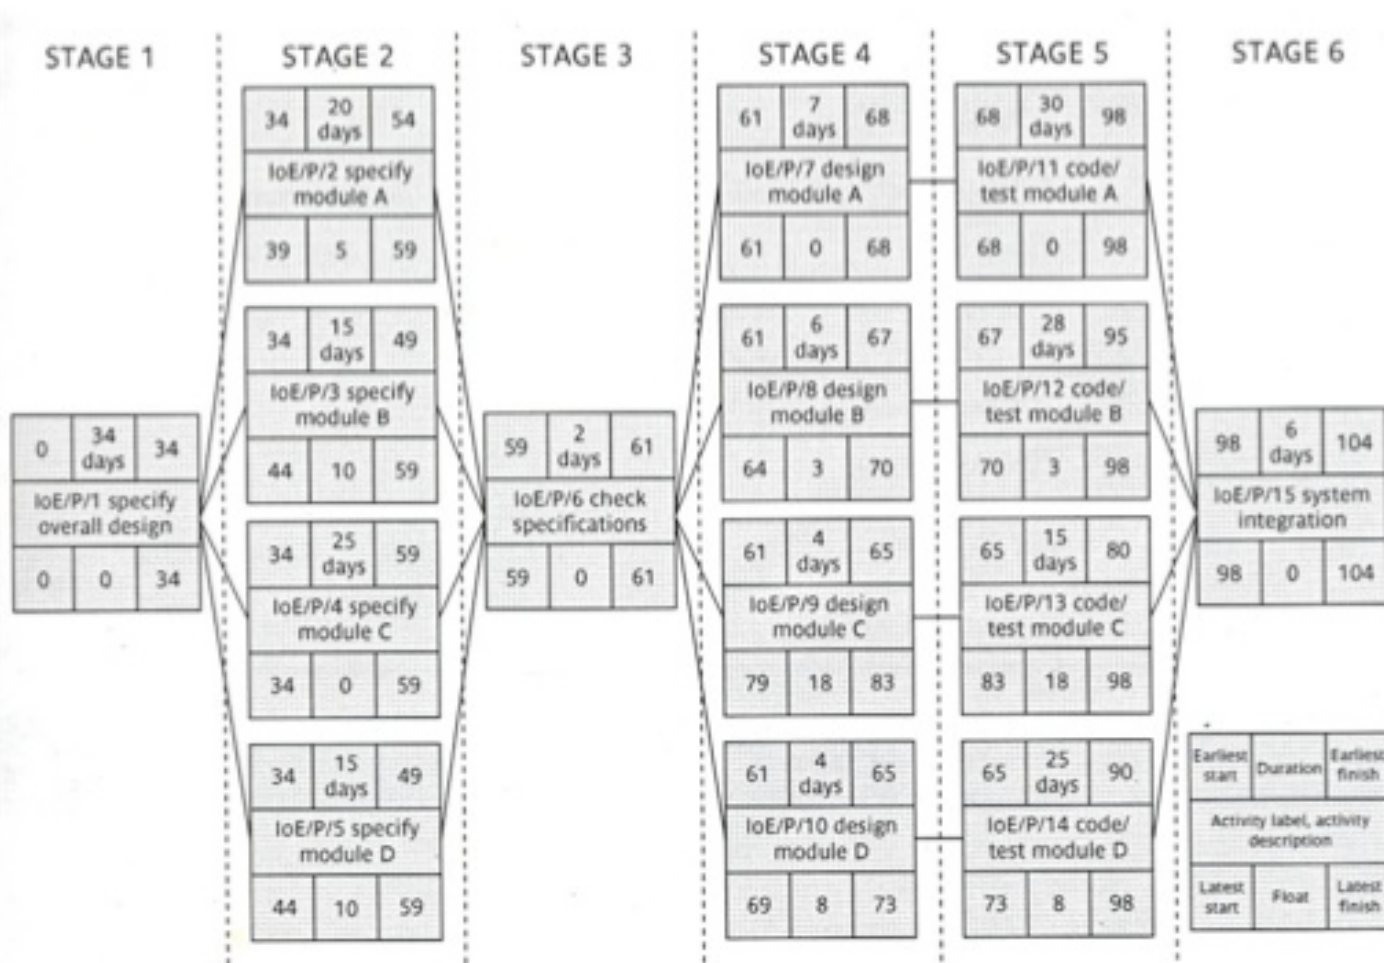 STAGE 1
STAGE 2
STAGE 3
STAGE 4
STAGE 5
STAGE 6
0 34 days 34
IoE/P/1 specify
overall design
0 0 34
34 20 days 54
IoE/P/2 specify
module A
39 5 59
34 15 days 49
IoE/P/3 specify
module B
44 10 59
34 25 days 59
IoE/P/4 specify
module C
34 0 59
34 15 days 49
IoE/P/5 specify
module D
44 10 59
59 2 days 61
IoE/P/6 check
specifications
59 0 61
61 7 days 68
IoE/P/7 design
module A
61 0 68
61 6 days 67
IoE/P/8 design
module B
64 3 70
61 4 days 65
IoE/P/9 design
module C
79 18 83
61 4 days 65
IoE/P/10 design
module D
69 8 73
68 30 days 98
IoE/P/11 code/
test module A
68 0 98
67 28 days 95
IoE/P/12 code/
test module B
70 3 98
65 15 days 80
IoE/P/13 code/
test module C
83 18 98
65 25 days 90
IoE/P/14 code/
test module D
73 8 98
98 6 days 104
IoE/P/15 system
integration
98 0 104
Earliest start Duration Earliest finish
Activity label, activity
description
Latest start Float Latest finish